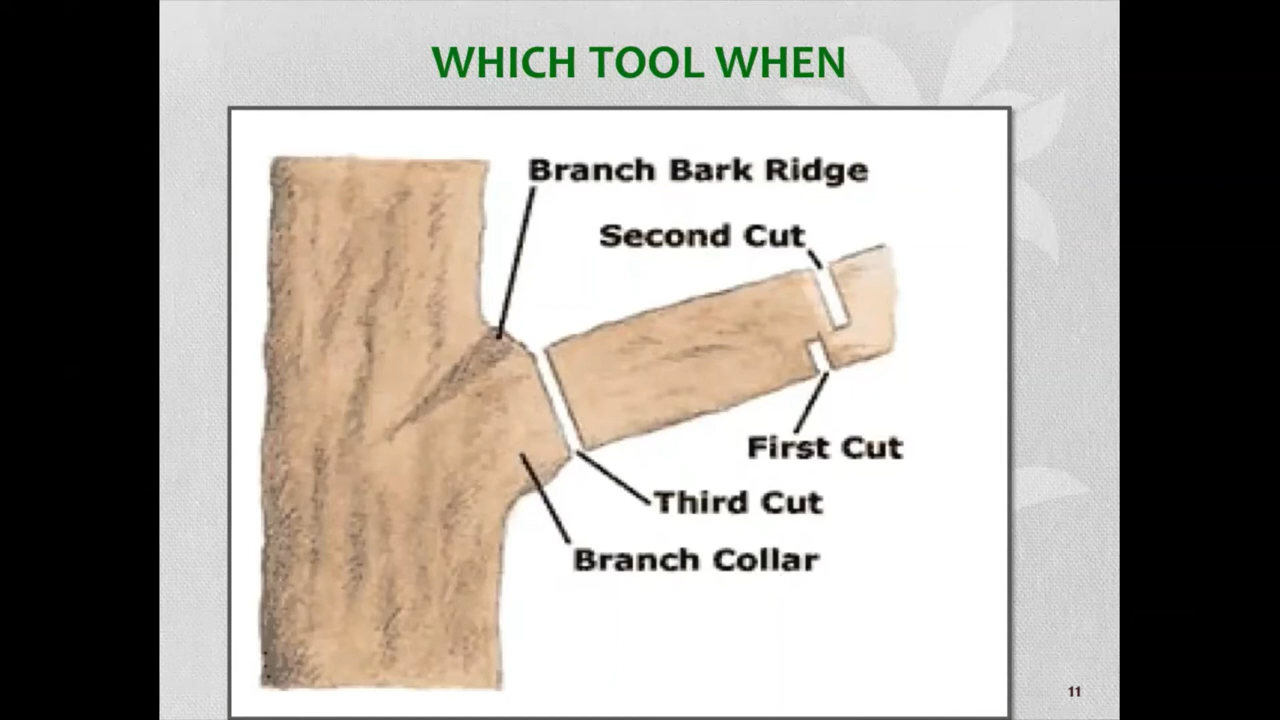 WHICH TOOL WHEN
Branch Bark Ridge
Second Cut
First Cut
Third Cut
Branch Collar
11